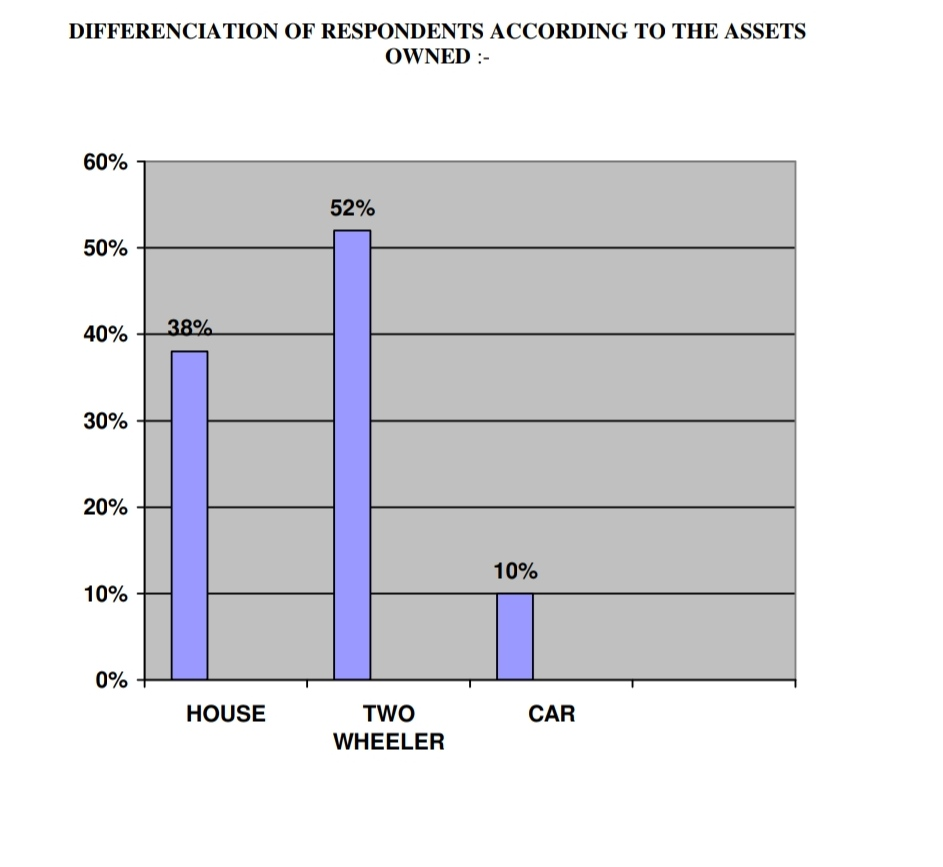 DIFFERENCIATION OF RESPONDENTS ACCORDING TO THE ASSETS
OWNED :-
60%
52%
50%
40%
38%
30%
20%
10%
10%
0%
HOUSE
TWO
WHEELER
CAR